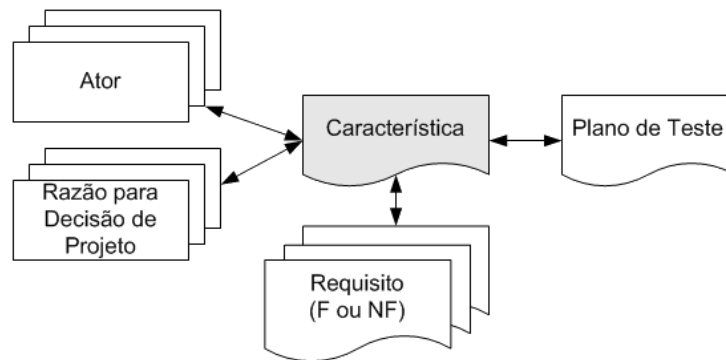 Ator
Característica
Plano de Teste
Razão para
Decisão de
Projeto
Requisito
(F ou NF)